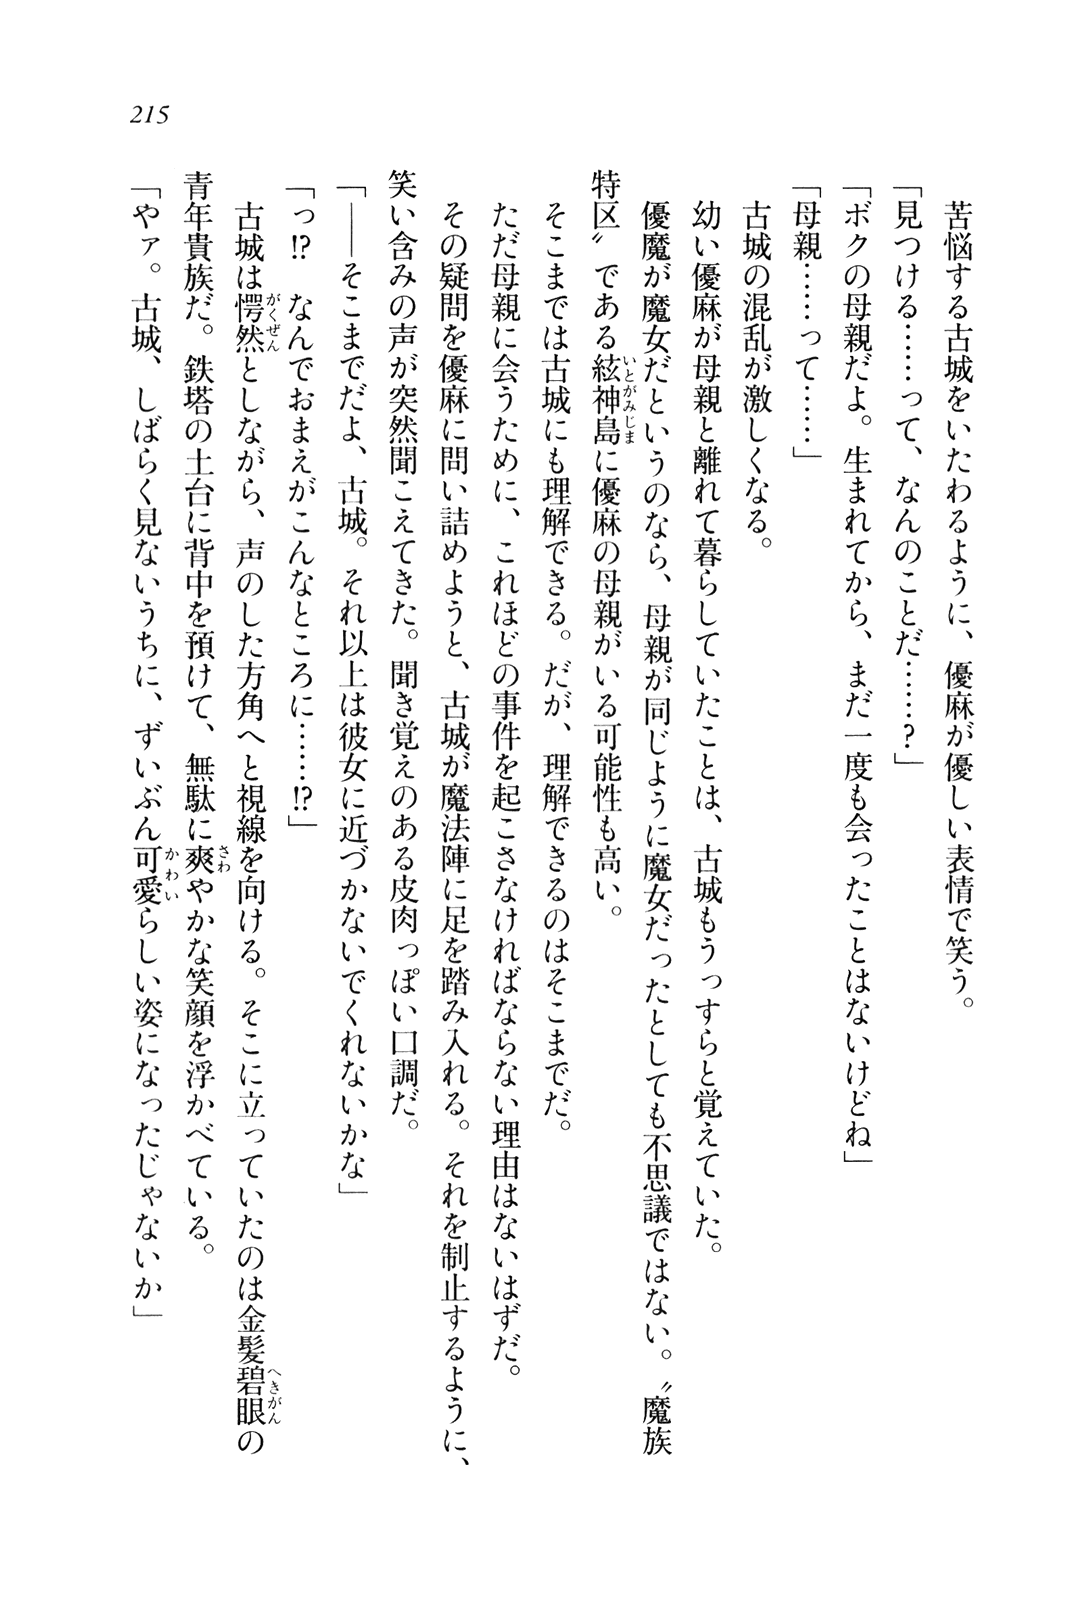 215
苦悩する古城をいたわるように、優麻が優しい表情で笑う。
「見つける……って、なんのことだ……?」
「ボクの母親だよ。生まれてから、まだ一度も会ったことはないけどね」
「母親……って……」
古城の混乱が激しくなる。
幼い優麻が母親と離れて暮らしていたことは、古城もうっすらと覚えていた。
優魔が魔女だというのなら、母親が同じように魔女だったとしても不思議ではない。〝魔族
特区〟である絃神島に優麻の母親がいる可能性も高い。
そこまでは古城にも理解できる。だが、理解できるのはそこまでだ。
ただ母親に会うために、これほどの事件を起こさなければならない理由はないはずだ。
その疑問を優麻に問い詰めようと、古城が魔法陣に足を踏み入れる。それを制止するように、
笑い含みの声が突然聞こえてきた。聞き覚えのある皮肉っぽい口調だ。
「――そこまでだよ、古城。それ以上は彼女に近づかないでくれないかな」
「っ!? なんでおまえがこんなところに……!?」
古城は愕然としながら、声のした方角へと視線を向ける。そこに立っていたのは金髪碧眼の
青年貴族だ。鉄塔の土台に背中を預けて、無駄に爽やかな笑顔を浮かべている。
「やァ。古城、しばらく見ないうちに、ずいぶん可愛らしい姿になったじゃないか」